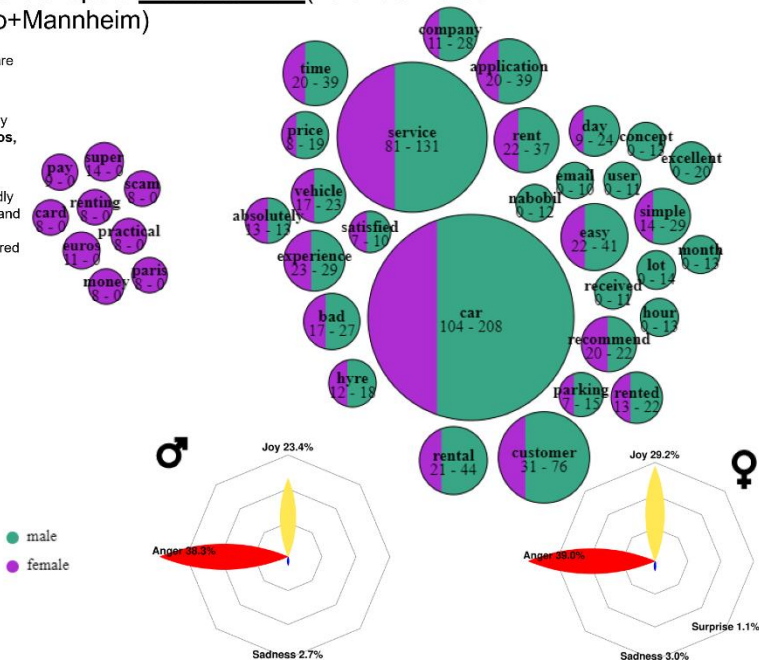 o+Mannheim)
are
y
os,
dly
and
red
pay
9 - 0
super
14 - 0
scam
8 - 0
card
8 - 0
renting
8 - 0
practical
8 - 0
euros
11 - 0
money
8 - 0
paris
8 - 0
company
11 - 28
time
20 - 39
application
20 - 39
service
81 - 131
price
8 - 19
rent
22 - 37
day
9 - 24
concept
0 - 13
excellent
0 - 20
email
0 - 10
user
0 - 11
vehicle
17 - 23
nabobil
0 - 12
absolutely
13 - 13
satisfied
7 - 10
simple
14 - 29
easy
22 - 41
experience
23 - 29
month
0 - 13
lot
0 - 14
received
0 - 11
bad
17 - 27
car
104 - 208
hour
0 - 13
recommend
20 - 22
hyre
12 - 18
parking
7 - 15
rented
13 - 22
rental
21 - 44
customer
31 - 76
♂
Joy 23.4%
Anger 38.3%
Sadness 2.7%
♀
Joy 29.2%
Anger 39.0%
Surprise 1.1%
Sadness 3.0%
male
female